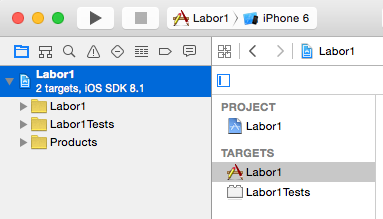 Labor1 iPhone 6
Labor1
Labor1
2 targets, iOS SDK 8.1
Labor1
Labor1Tests
Products
PROJECT
Labor1
TARGETS
Labor1
Labor1Tests